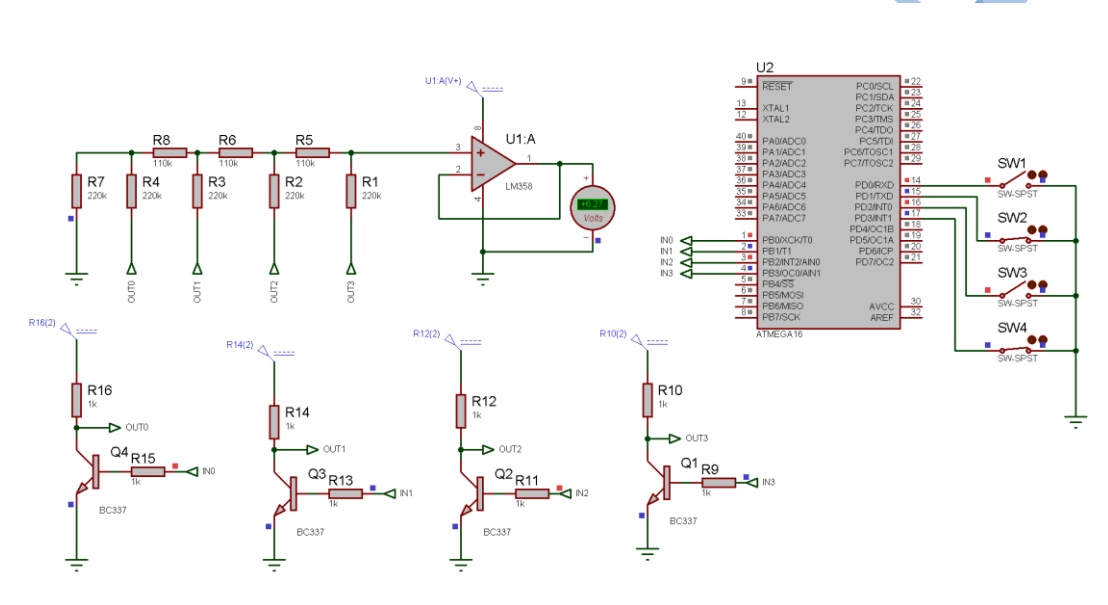 U1:A(V+)
8
R8
110k
R6
110k
R5
110k
3
2
1
4
U1:A
LM358
R7
220k
R4
220k
R3
220k
R2
220k
R1
220k
Volts
OUT0
OUT1
OUT2
OUT3
U2
9 RESET
13 XTAL1
12 XTAL2
40 PA0/ADC0
39 PA1/ADC1
38 PA2/ADC2
37 PA3/ADC3
36 PA4/ADC4
35 PA5/ADC5
34 PA6/ADC6
33 PA7/ADC7
IN0 1 PB0/XCK/T0
IN1 2 PB1/T1
IN2 3 PB2/INT2/AIN0
IN3 4 PB3/OC0/AIN1
5 PB4/SS
6 PB5/MOSI
7 PB6/MISO
8 PB7/SCK
PC0/SCL 22
PC1/SDA 23
PC2/TCK 24
PC3/TMS 25
PC4/TDO 26
PC5/TDI 27
PC6/TOSC1 28
PC7/TOSC2 29
PD0/RXD 14
PD1/TXD 15
PD2/INT0 16
PD3/INT1 17
PD4/OC1B 18
PD5/OC1A 19
PD6/ICP 20
PD7/OC2 21
AVCC 30
AREF 32
ATMEGA16
SW1
SW-SPST
SW2
SW-SPST
SW3
SW-SPST
SW4
SW-SPST
R16(2)
R16
1k
OUT0
Q4
R15
1k
IN0
BC337
R14(2)
R14
1k
OUT1
Q3
R13
1k
IN1
BC337
R12(2)
R12
1k
OUT2
Q2
R11
1k
IN2
BC337
R10(2)
R10
1k
OUT3
Q1
R9
1k
IN3
BC337